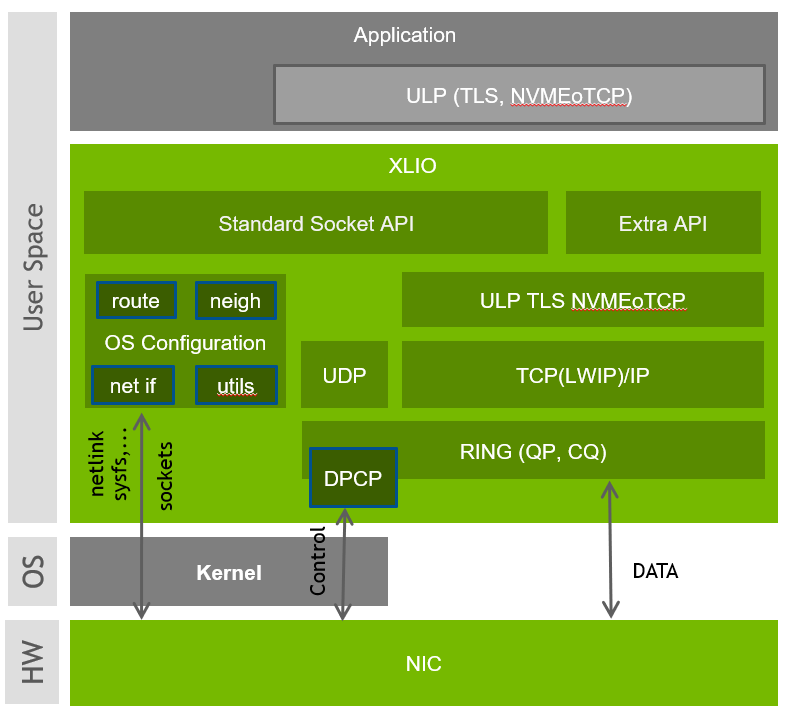 Application
ULP (TLS, NVMEoTCP)
User Space
XLIO
Standard Socket API
Extra API
route
neigh
OS Configuration
net if
utils
ULP TLS NVMEoTCP
UDP
TCP(LWIP)/IP
RING (QP, CQ)
DPCP
netlink
sysfs,...
sockets
Control
DATA
OS
Kernel
HW
NIC